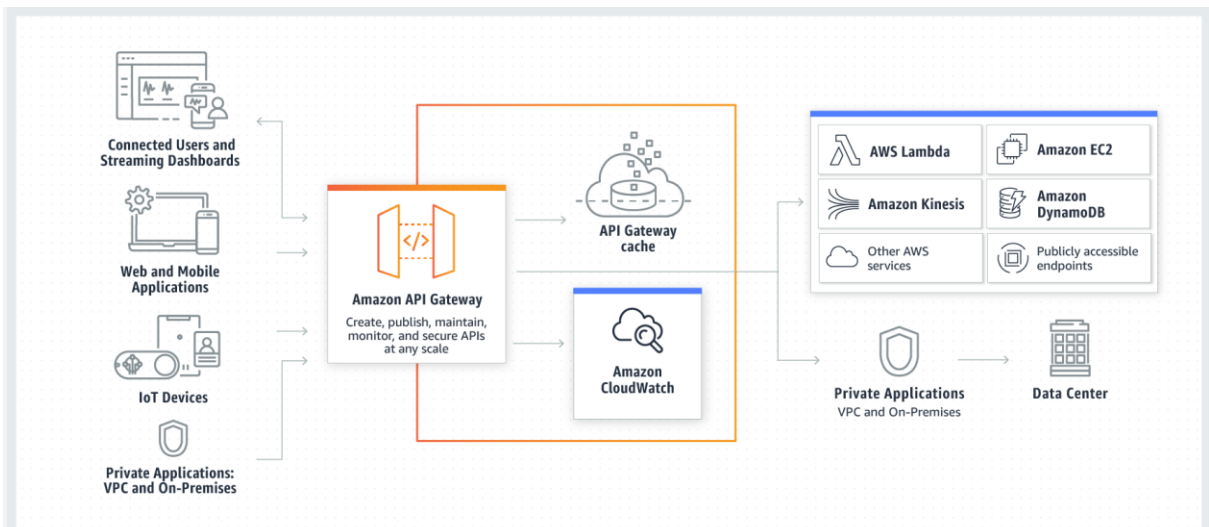 Connected Users and
Streaming Dashboards
Web and Mobile
Applications
IoT Devices
Private Applications:
VPC and On-Premises
</>
Amazon API Gateway
Create, publish, maintain,
monitor, and secure APIs
at any scale
API Gateway
cache
Amazon
CloudWatch
AWS Lambda
Amazon EC2
Amazon Kinesis
Amazon
DynamoDB
Other AWS
services
Publicly accessible
endpoints
Private Applications
VPC and On-Premises
Data Center